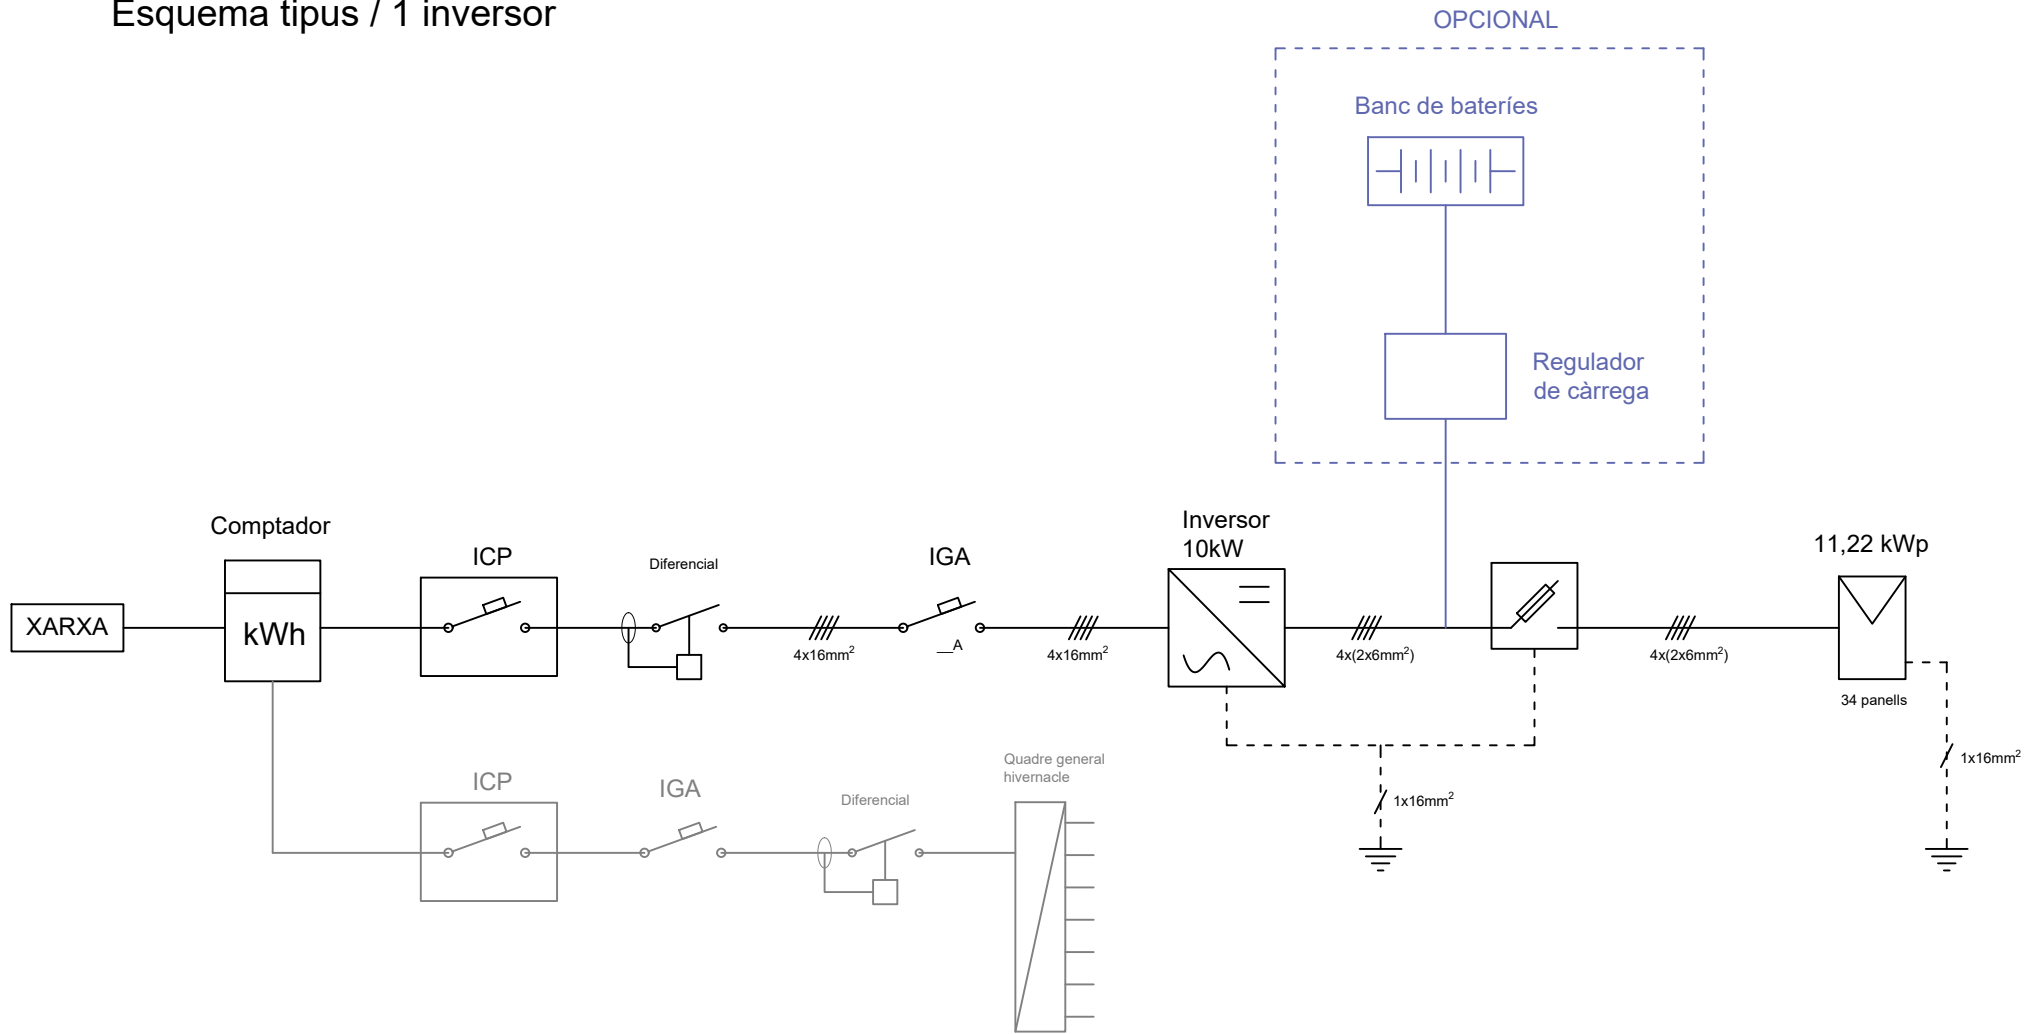 Esquema tipus / 1 inversor
OPCIONAL
Banc de bateríes
Regulador
de càrrega
Comptador
ICP
Diferencial
IGA
Inversor
10kW
11,22 kWp
XARXA
kWh
4x16mm²
__A
4x16mm²
4x(2x6mm²)
4x(2x6mm²)
34 panells
1x16mm²
1x16mm²
ICP
IGA
Diferencial
Quadre general
hivernacle